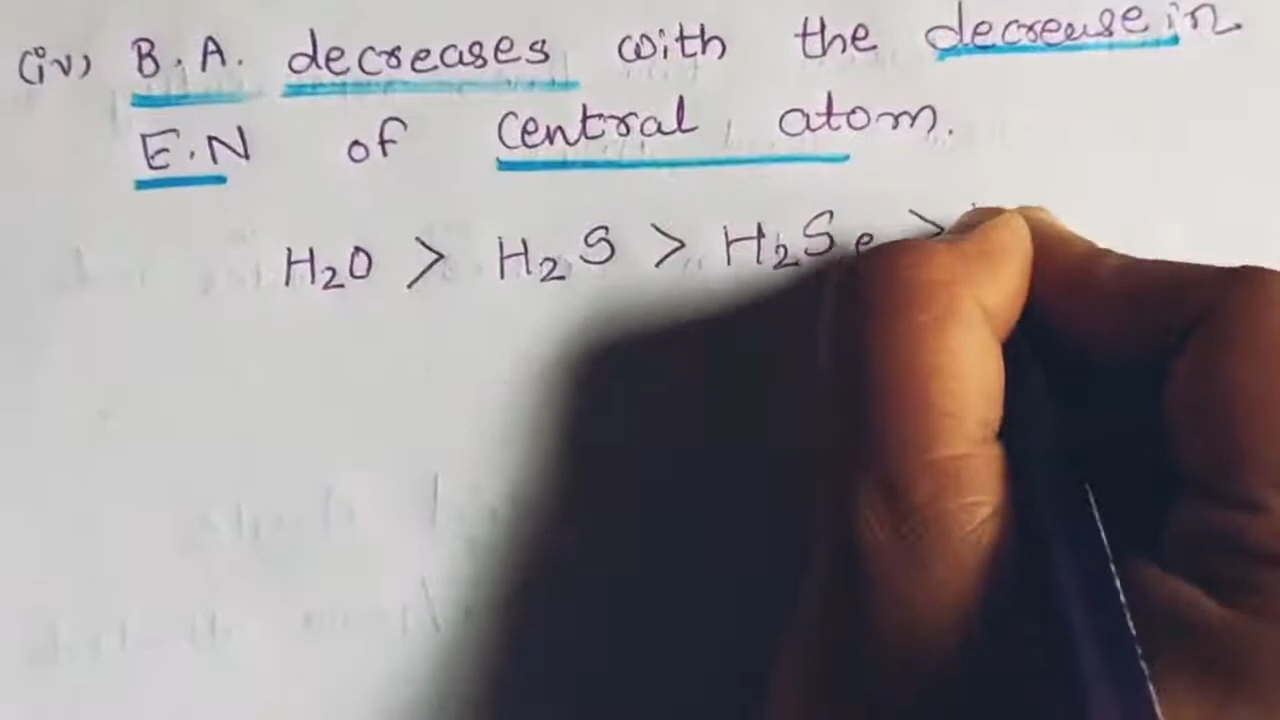 (iv) B.A. decreases with the decrease in
E.N of central atom.
H₂O > H₂S > H₂Se >